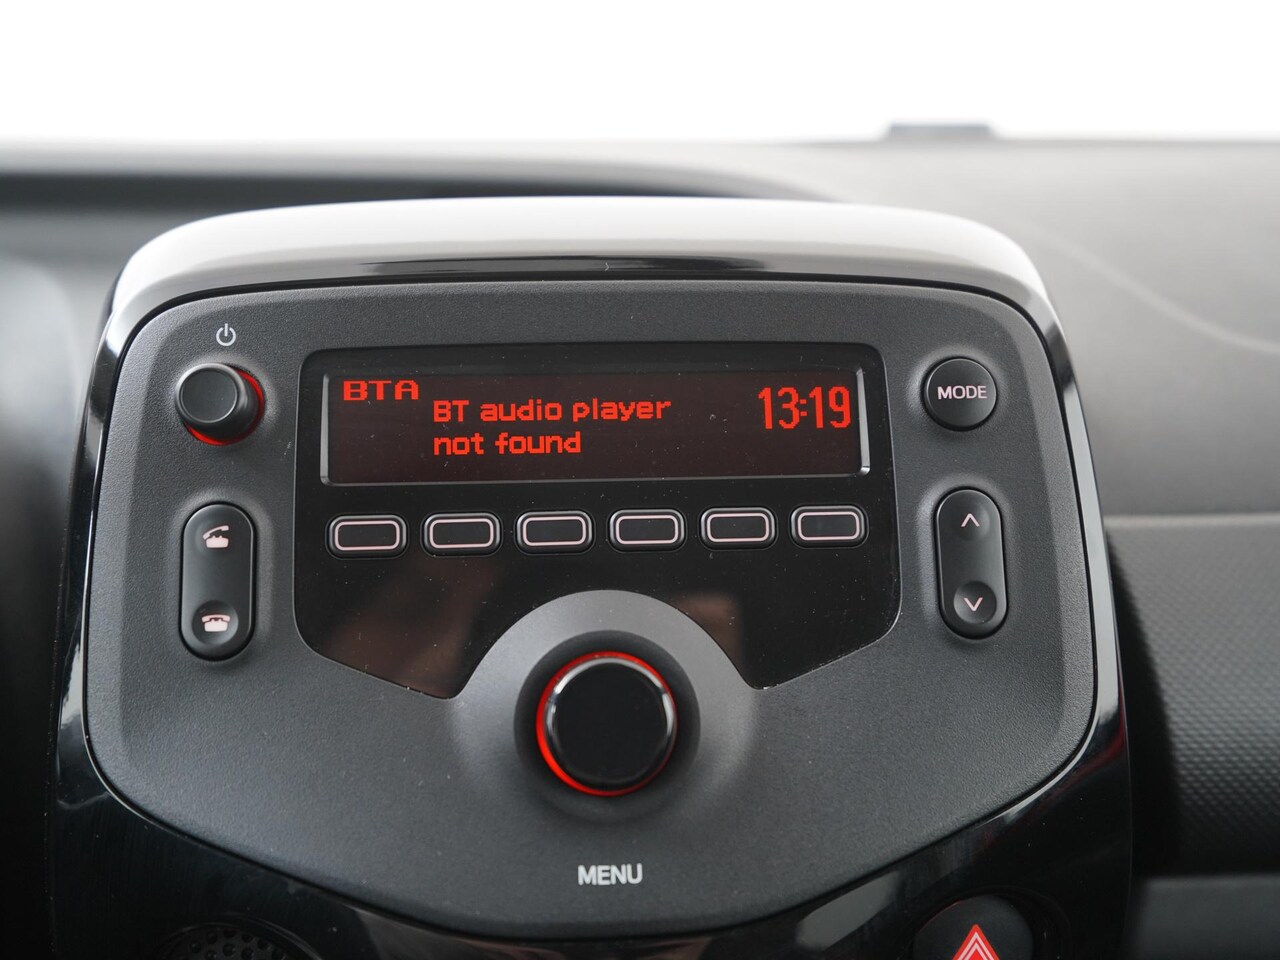 BTA
BT audio player
not found
13:19
MODE
MENU